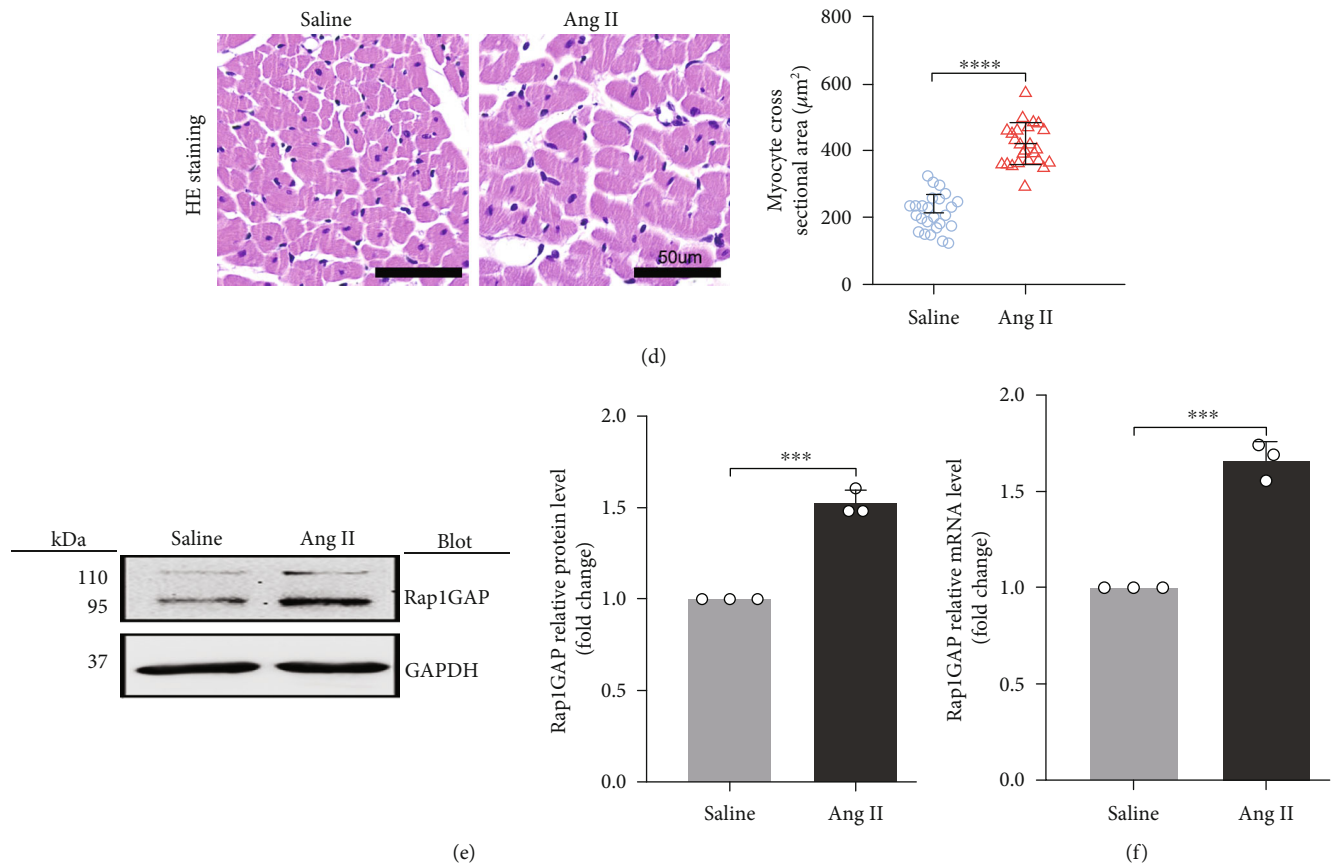 Saline
Ang II
HE staining
50um
Myocyte cross
sectional area (μm²)
800
600
400
200
0
****
Saline
Ang II
(d)
kDa
Saline
Ang II
Blot
110
95
Rap1GAP
37
GAPDH
Rap1GAP relative protein level
(fold change)
2.0
1.5
1.0
0.5
0.0
***
Saline
Ang II
(e)
Rap1GAP relative mRNA level
(fold change)
2.0
1.5
1.0
0.5
0.0
***
Saline
Ang II
(f)